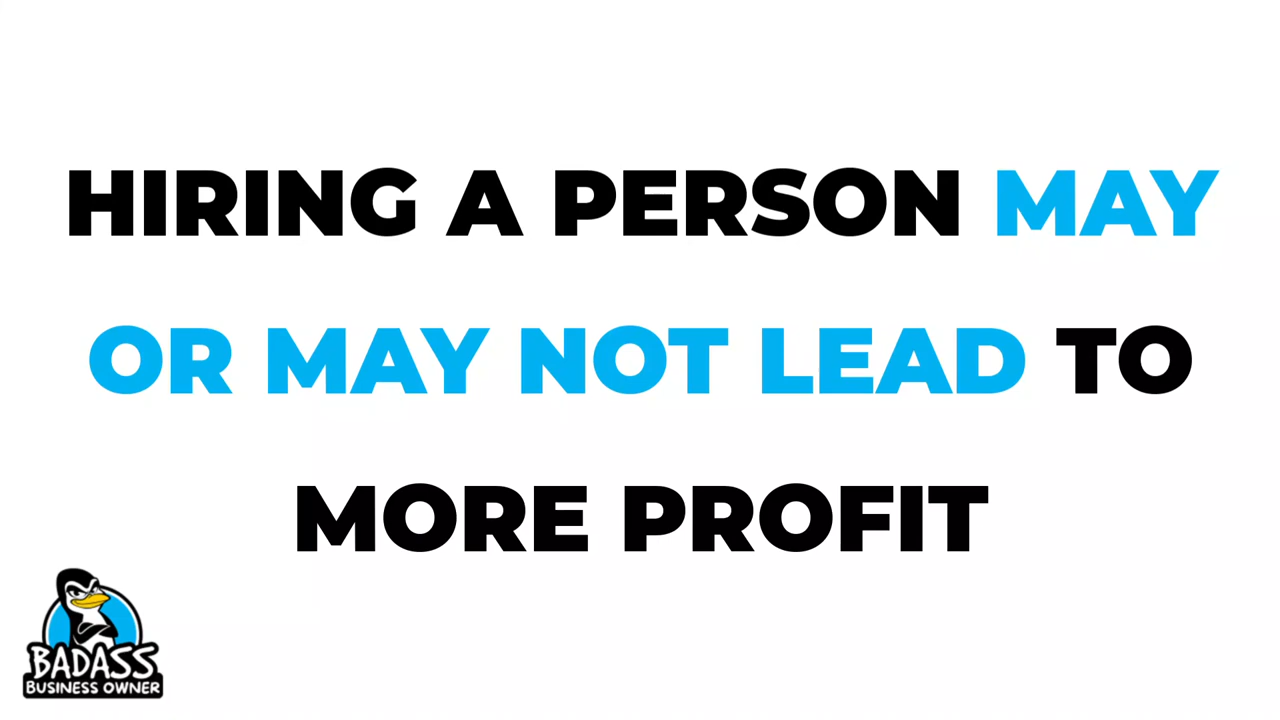 HIRING A PERSON MAY
OR MAY NOT LEAD TO
MORE PROFIT
BADASS
BUSINESS OWNER